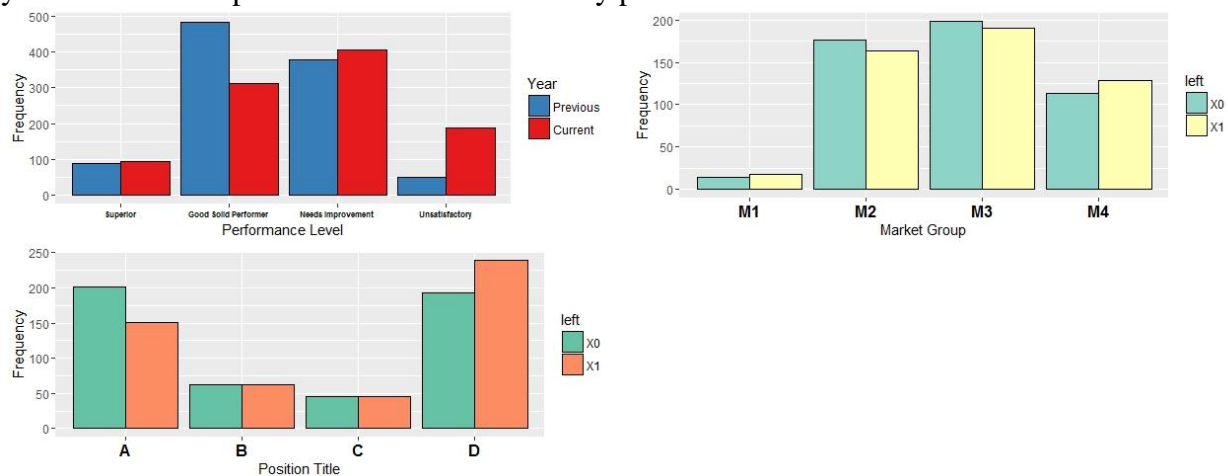 500
400
300
200
100
0
Frequency
Superior
Good Solid Performer
Needs Improvement
Unsatisfactory
Performance Level
Year
Previous
Current
200
150
100
50
0
Frequency
M1
M2
M3
M4
Market Group
left
X0
X1
250
200
150
100
50
0
Frequency
A
B
C
D
Position Title
left
X0
X1